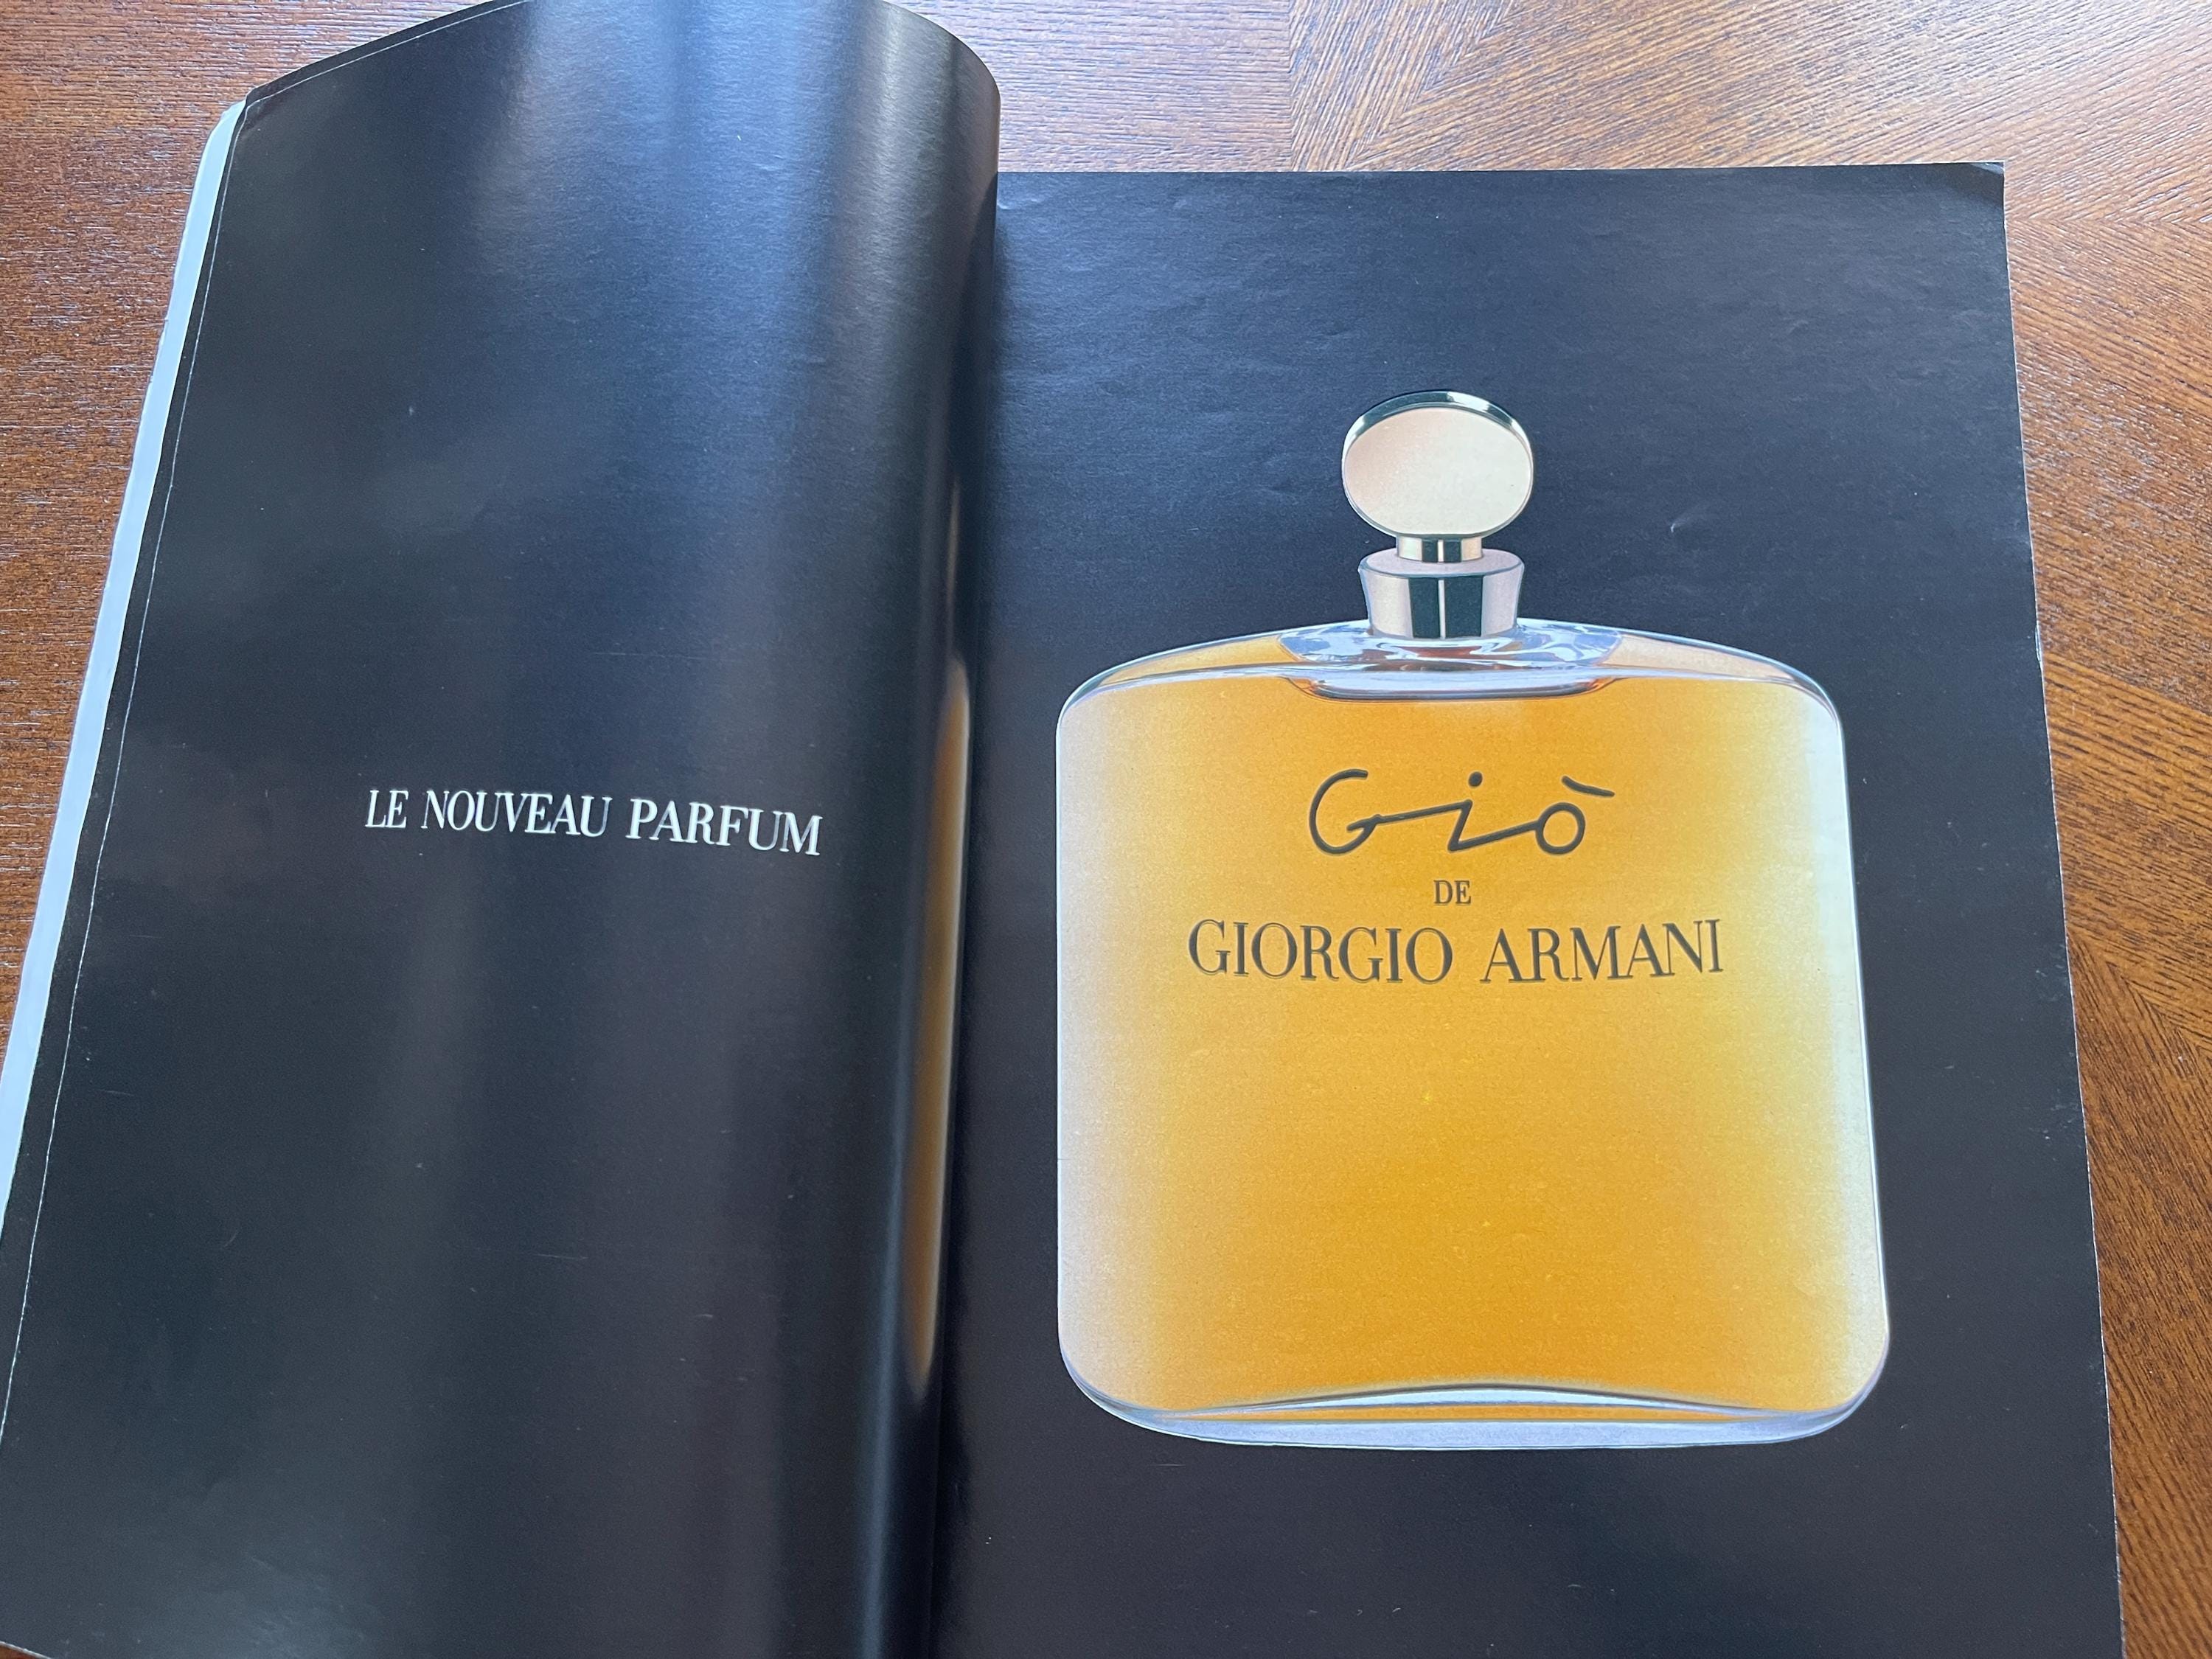 LE NOUVEAU PARFUM
Giò
DE
GIORGIO ARMANI